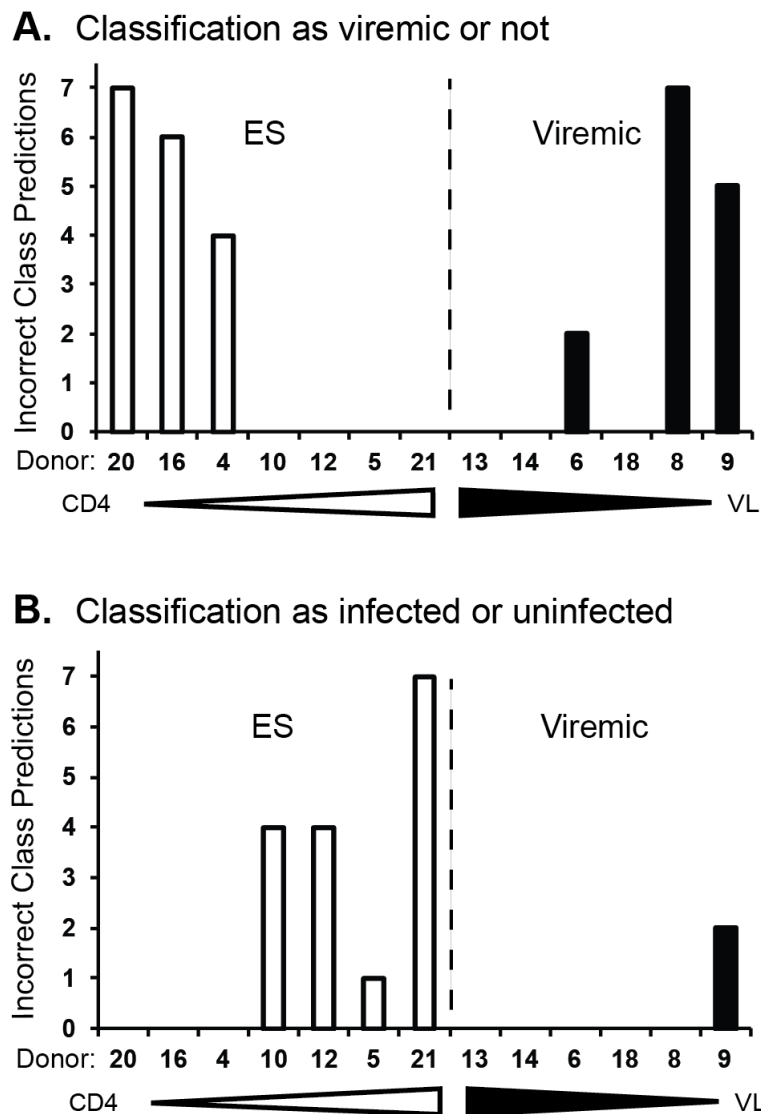 A. Classification as viremic or not
Incorrect Class Predictions
7
6
5
4
3
2
1
0
ES
Viremic
Donor: 20 16 4 10 12 5 21 13 14 6 18 8 9
CD4 VL
B. Classification as infected or uninfected
Incorrect Class Predictions
7
6
5
4
3
2
1
0
ES
Viremic
Donor: 20 16 4 10 12 5 21 13 14 6 18 8 9
CD4 VL